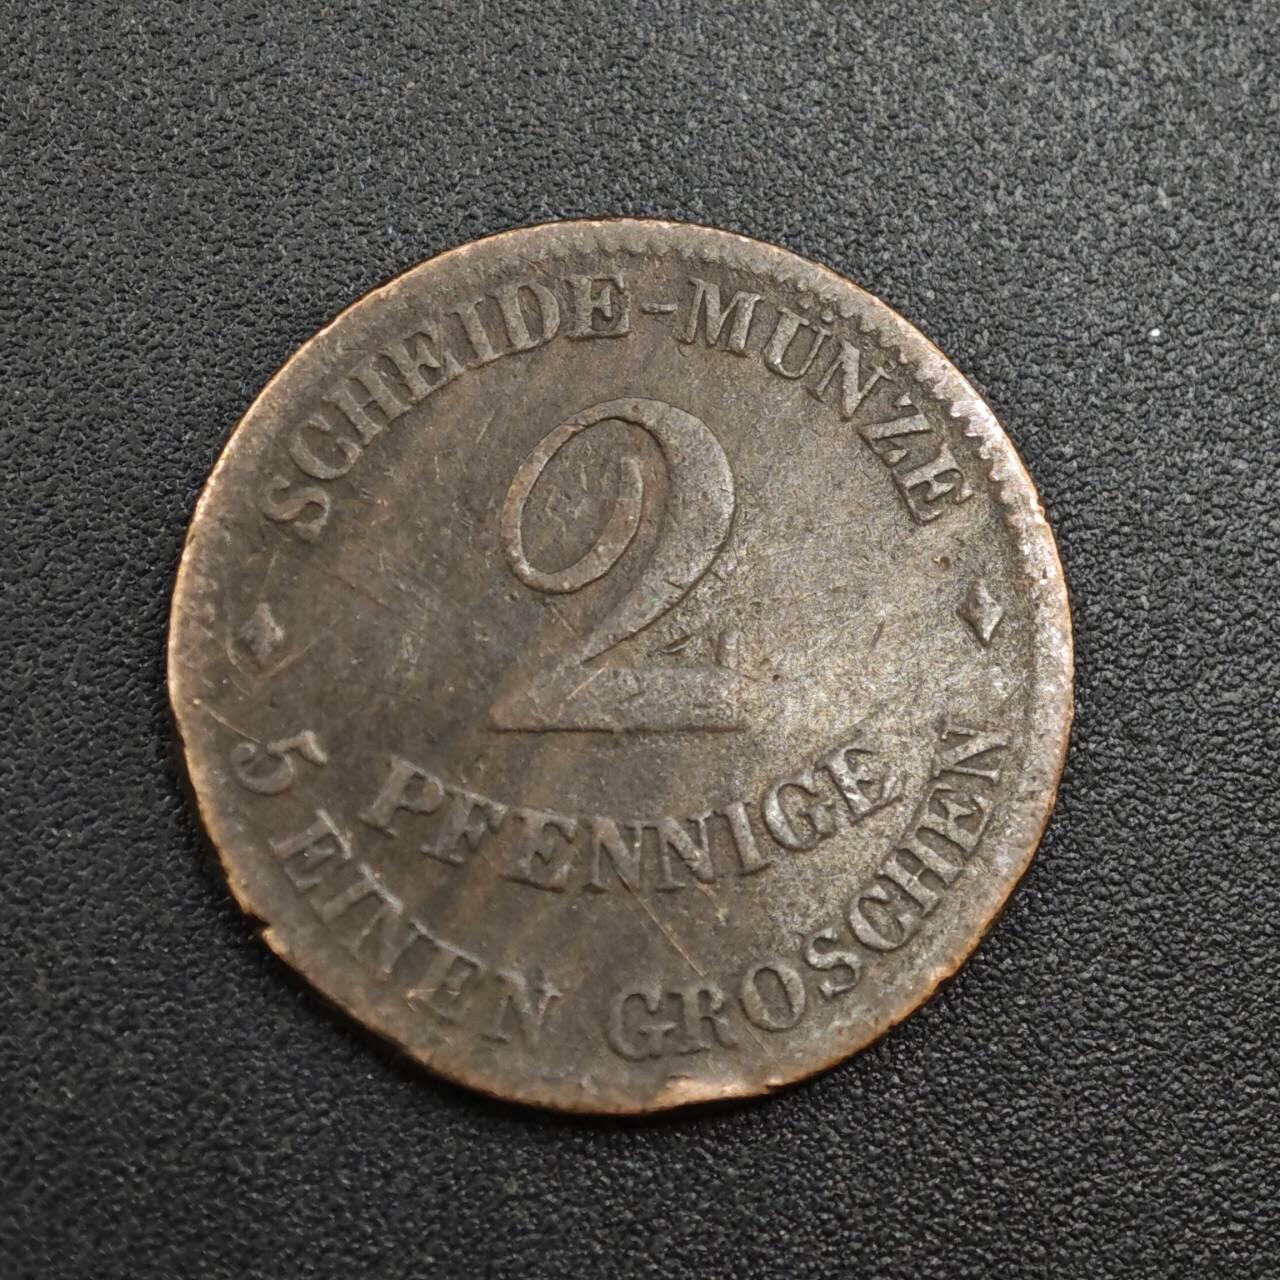 SCHEIDE-MÜNZE
2
PFENNIGE
5 EINEN GROSCHEN